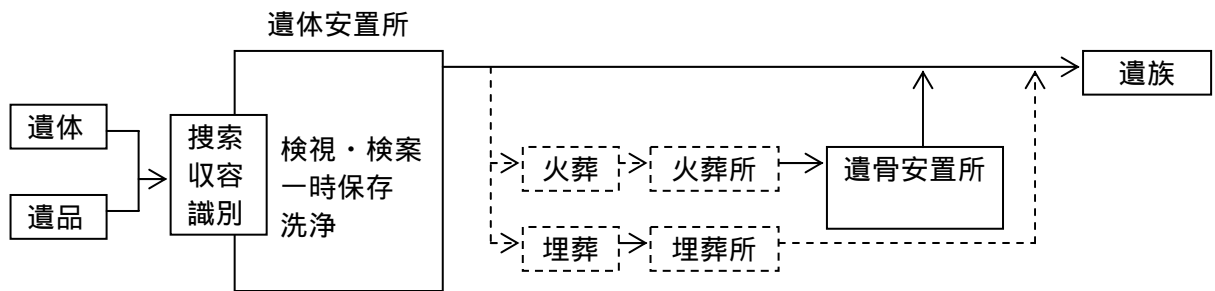 遺体安置所
遺族
遺体
遺品
捜索
収容
識別
検視・検案
一時保存
洗浄
火葬
火葬所
遺骨安置所
埋葬
埋葬所